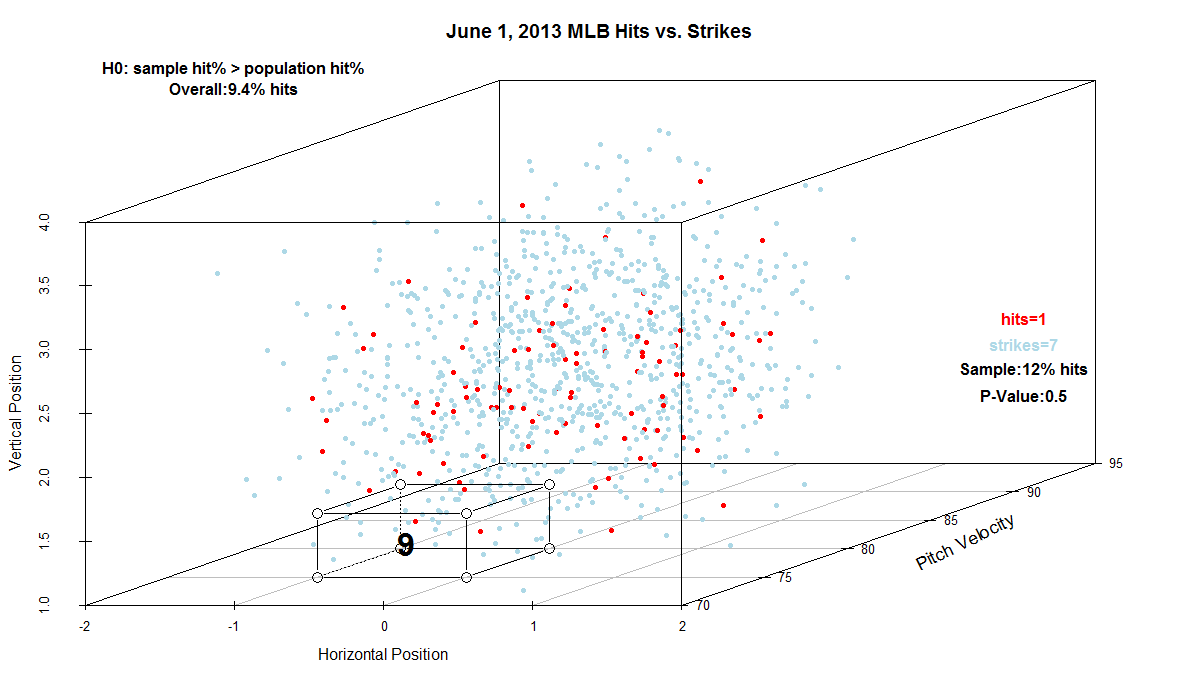 June 1, 2013 MLB Hits vs. Strikes
H0: sample hit% > population hit%
Overall:9.4% hits
4.0
3.5
3.0
2.5
2.0
1.5
1.0
Vertical Position
hits=1
strikes=7
Sample:12% hits
P-Value:0.5
95
90
85
80
75
70
Pitch Velocity
9
-2 -1 0 1 2
Horizontal Position